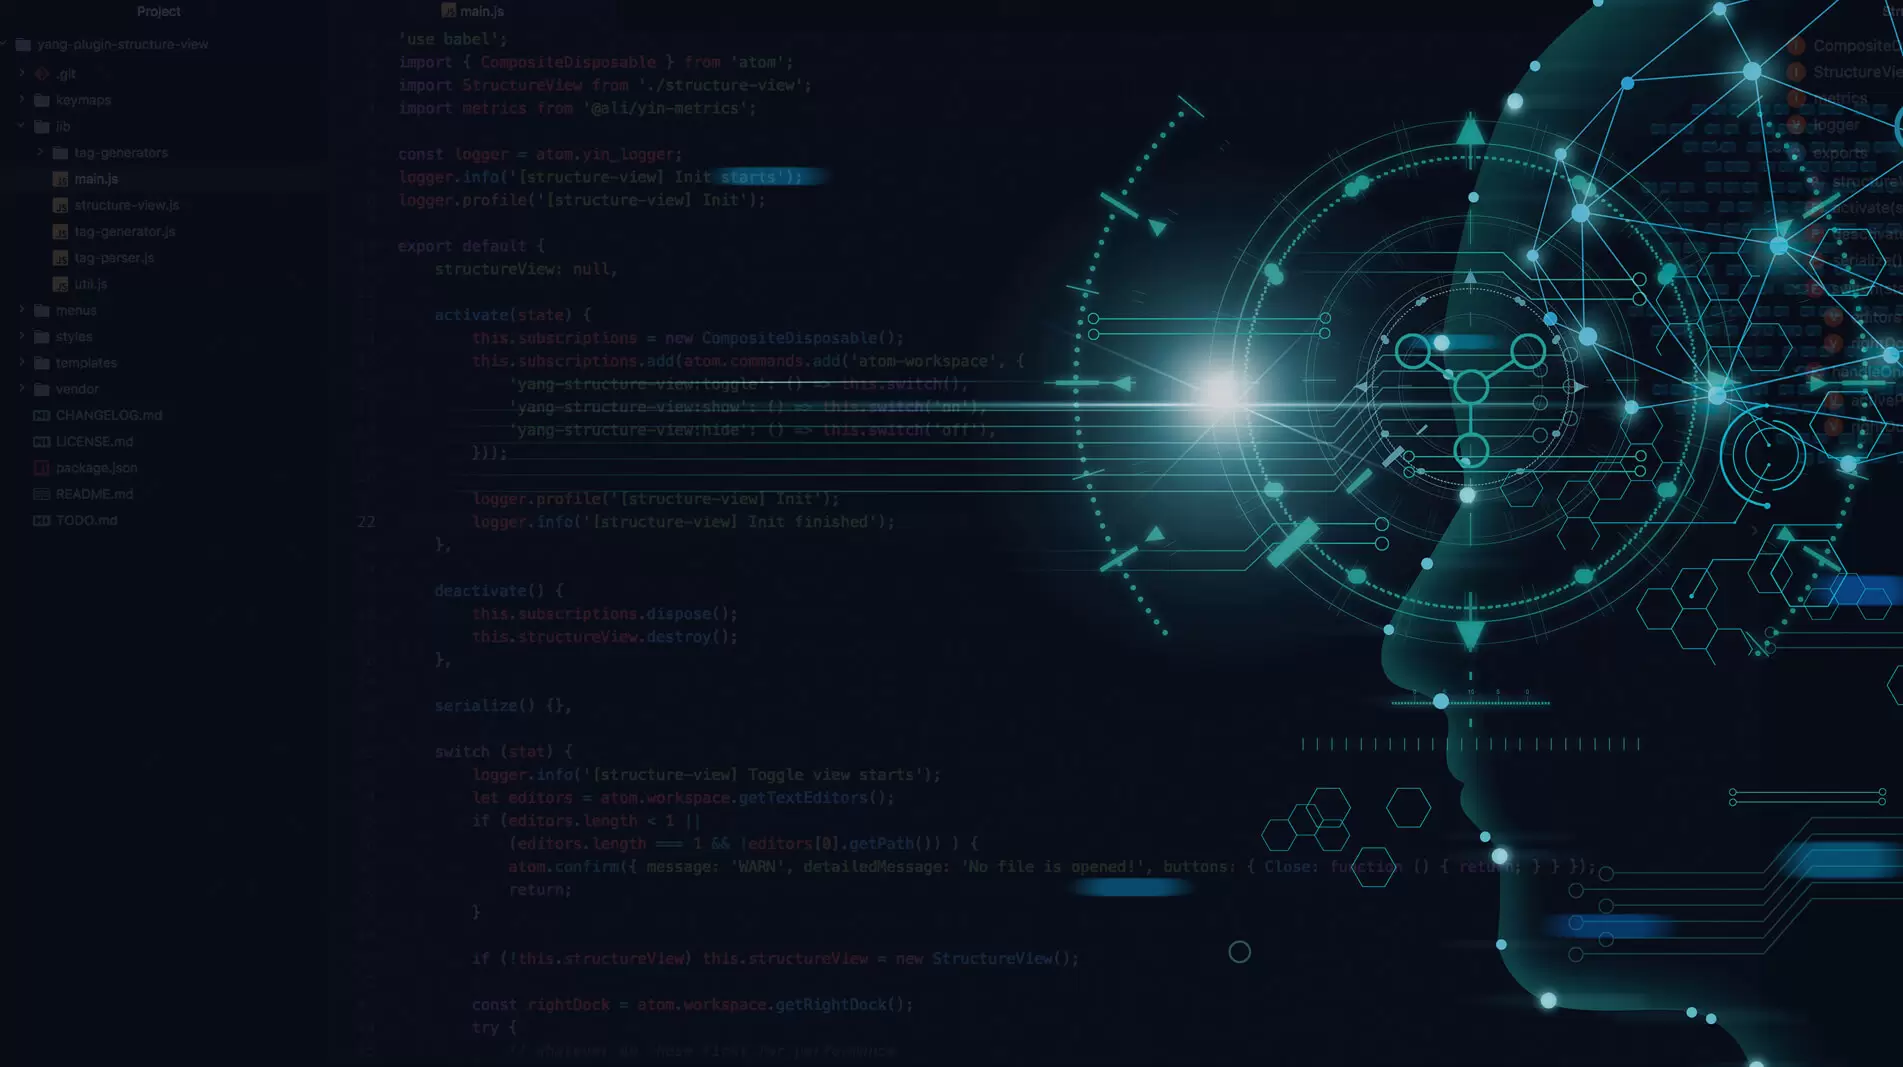 Project
yang-plugin-structure-view
.git
keymaps
lib
tag-generators
main.js
structure-view.js
tag-generator.js
tag-parser.js
util.js
menus
styles
templates
vendor
CHANGELOG.md
LICENSE.md
package.json
README.md
TODO.md
main.js
'use babel';
import { CompositeDisposable } from 'atom';
import StructureView from './structure-view';
import metrics from '@ali/yin-metrics';
const logger = atom.yin_logger;
logger.info('[structure-view] Init starts');
logger.profile('[structure-view] Init');
export default {
structureView: null,
activate(state) {
this.subscriptions = new CompositeDisposable();
this.subscriptions.add(atom.commands.add('atom-workspace', {
'yang-structure-view:toggle': () => this.switch(),
'yang-structure-view:show': () => this.switch('on'),
'yang-structure-view:hide': () => this.switch('off'),
}));
logger.profile('[structure-view] Init');
22 logger.info('[structure-view] Init finished');
},
deactivate() {
this.subscriptions.dispose();
this.structureView.destroy();
},
serialize() {},
switch (stat) {
logger.info('[structure-view] Toggle view starts');
let editors = atom.workspace.getTextEditors();
if (editors.length < 1 ||
(editors.length === 1 && !editors[0].getPath()) ) {
atom.confirm({ message: 'WARN', detailedMessage: 'No file is opened!', buttons: { Close: function () { return; } } });
return;
}
if (!this.structureView) this.structureView = new StructureView();
const rightDock = atom.workspace.getRightDock();
try {
StructureVie
metrics
logger
exports